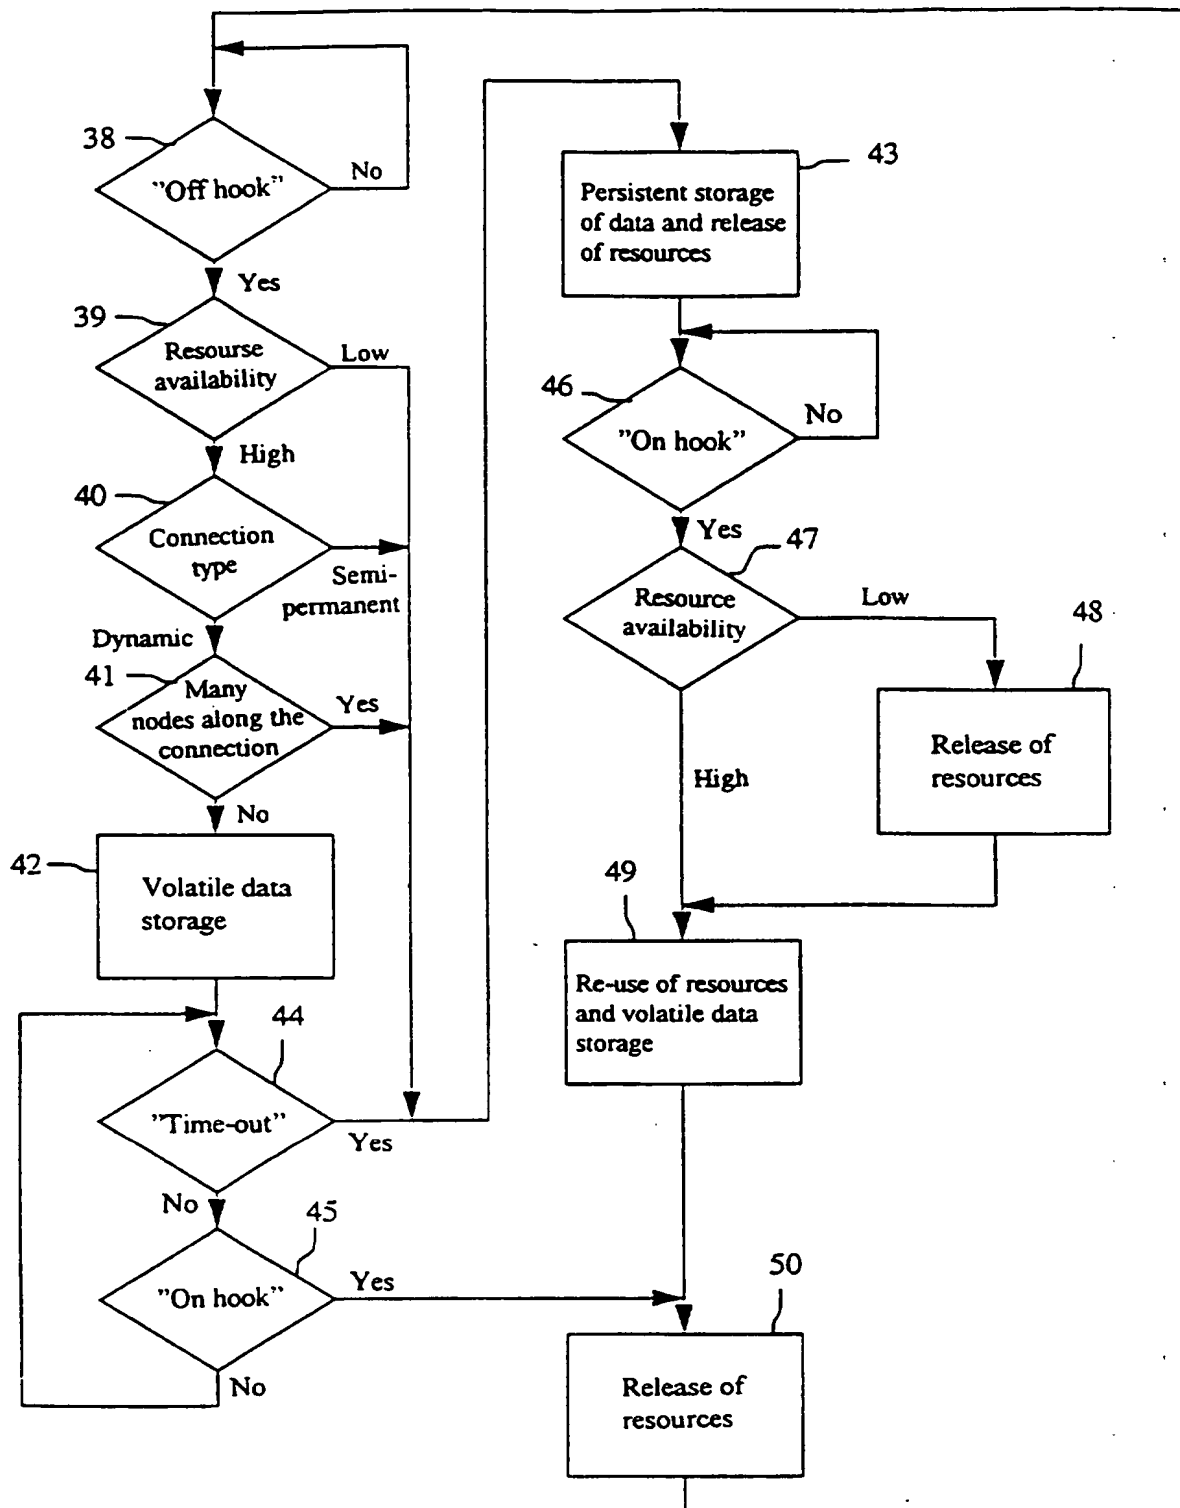 38
"Off hook"
No
Yes
39
Resourse
availability
Low
High
40
Connection
type
Semi-
permanent
Dynamic
41
Many
nodes along the
connection
Yes
No
42
Volatile data
storage
44
"Time-out"
Yes
No
45
"On hook"
Yes
No
43
Persistent storage
of data and release
of resources
46
"On hook"
No
Yes
47
Resource
availability
Low
48
Release of
resources
High
49
Re-use of resources
and volatile data
storage
50
Release of
resources